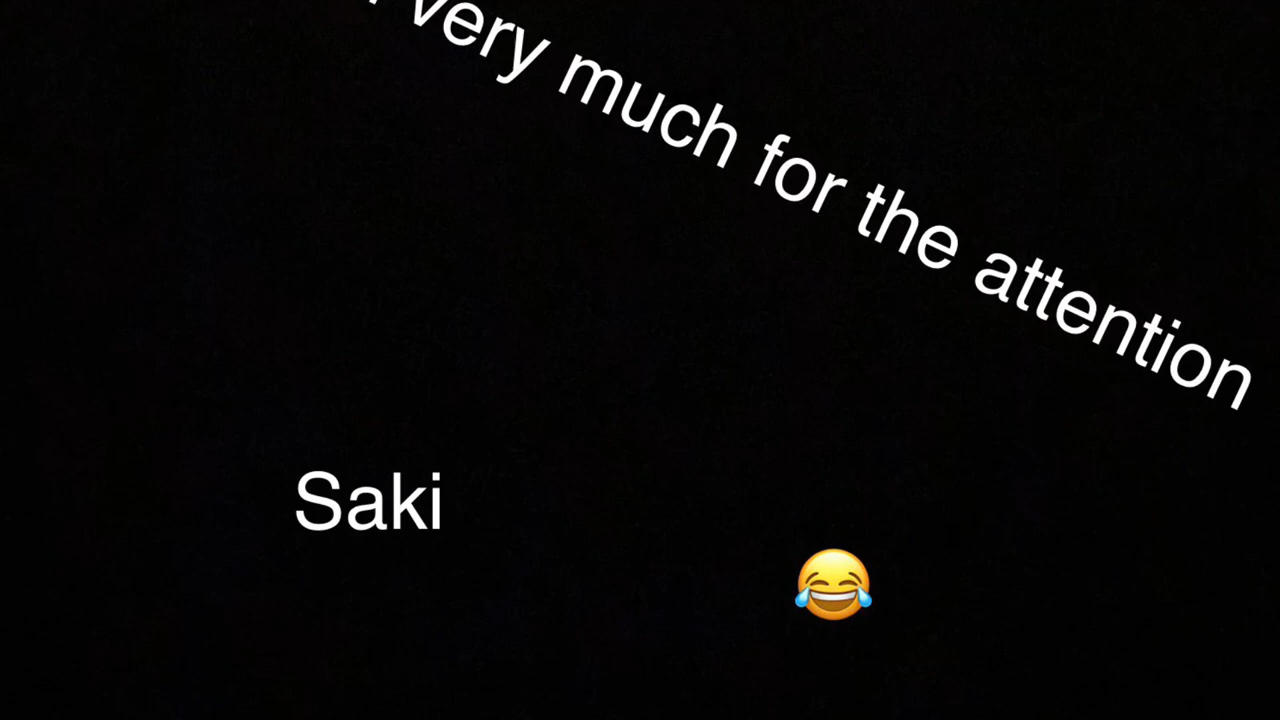 very much for the attention
Saki
😂